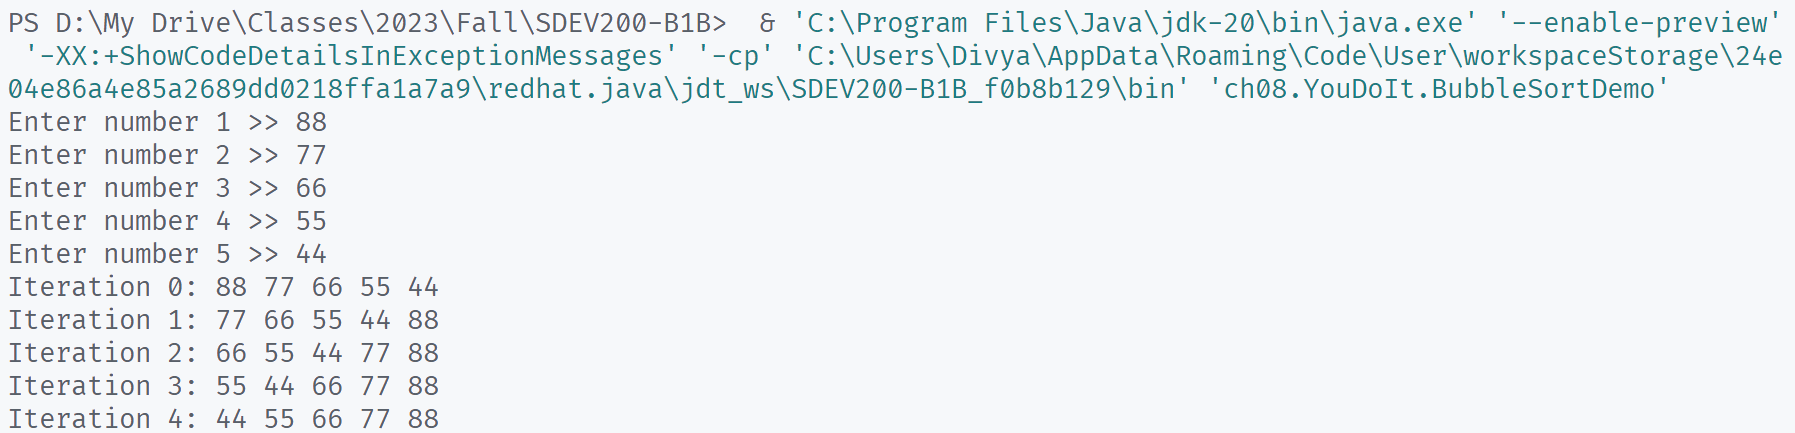 PS D:\My Drive\Classes\2023\Fall\SDEV200-B1B>  & 'C:\Program Files\Java\jdk-20\bin\java.exe' '--enable-preview'
 '-XX:+ShowCodeDetailsInExceptionMessages' '-cp' 'C:\Users\Divya\AppData\Roaming\Code\User\workspaceStorage\24e
04e86a4e85a2689dd0218ffa1a7a9\redhat.java\jdt_ws\SDEV200-B1B_f0b8b129\bin' 'ch08.YouDoIt.BubbleSortDemo'
Enter number 1 >> 88
Enter number 2 >> 77
Enter number 3 >> 66
Enter number 4 >> 55
Enter number 5 >> 44
Iteration 0: 88 77 66 55 44
Iteration 1: 77 66 55 44 88
Iteration 2: 66 55 44 77 88
Iteration 3: 55 44 66 77 88
Iteration 4: 44 55 66 77 88